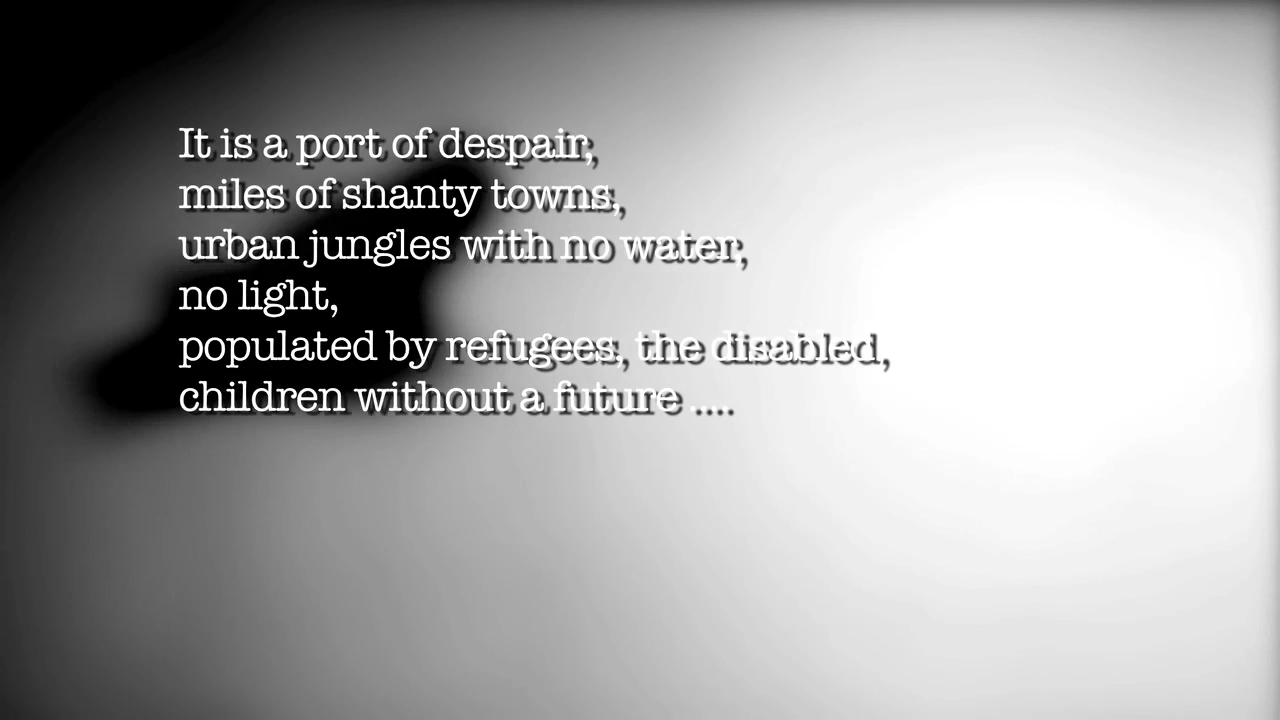 It is a port of despair,
miles of shanty towns,
urban jungles with no water,
no light,
populated by refugees, the disabled,
children without a future ....